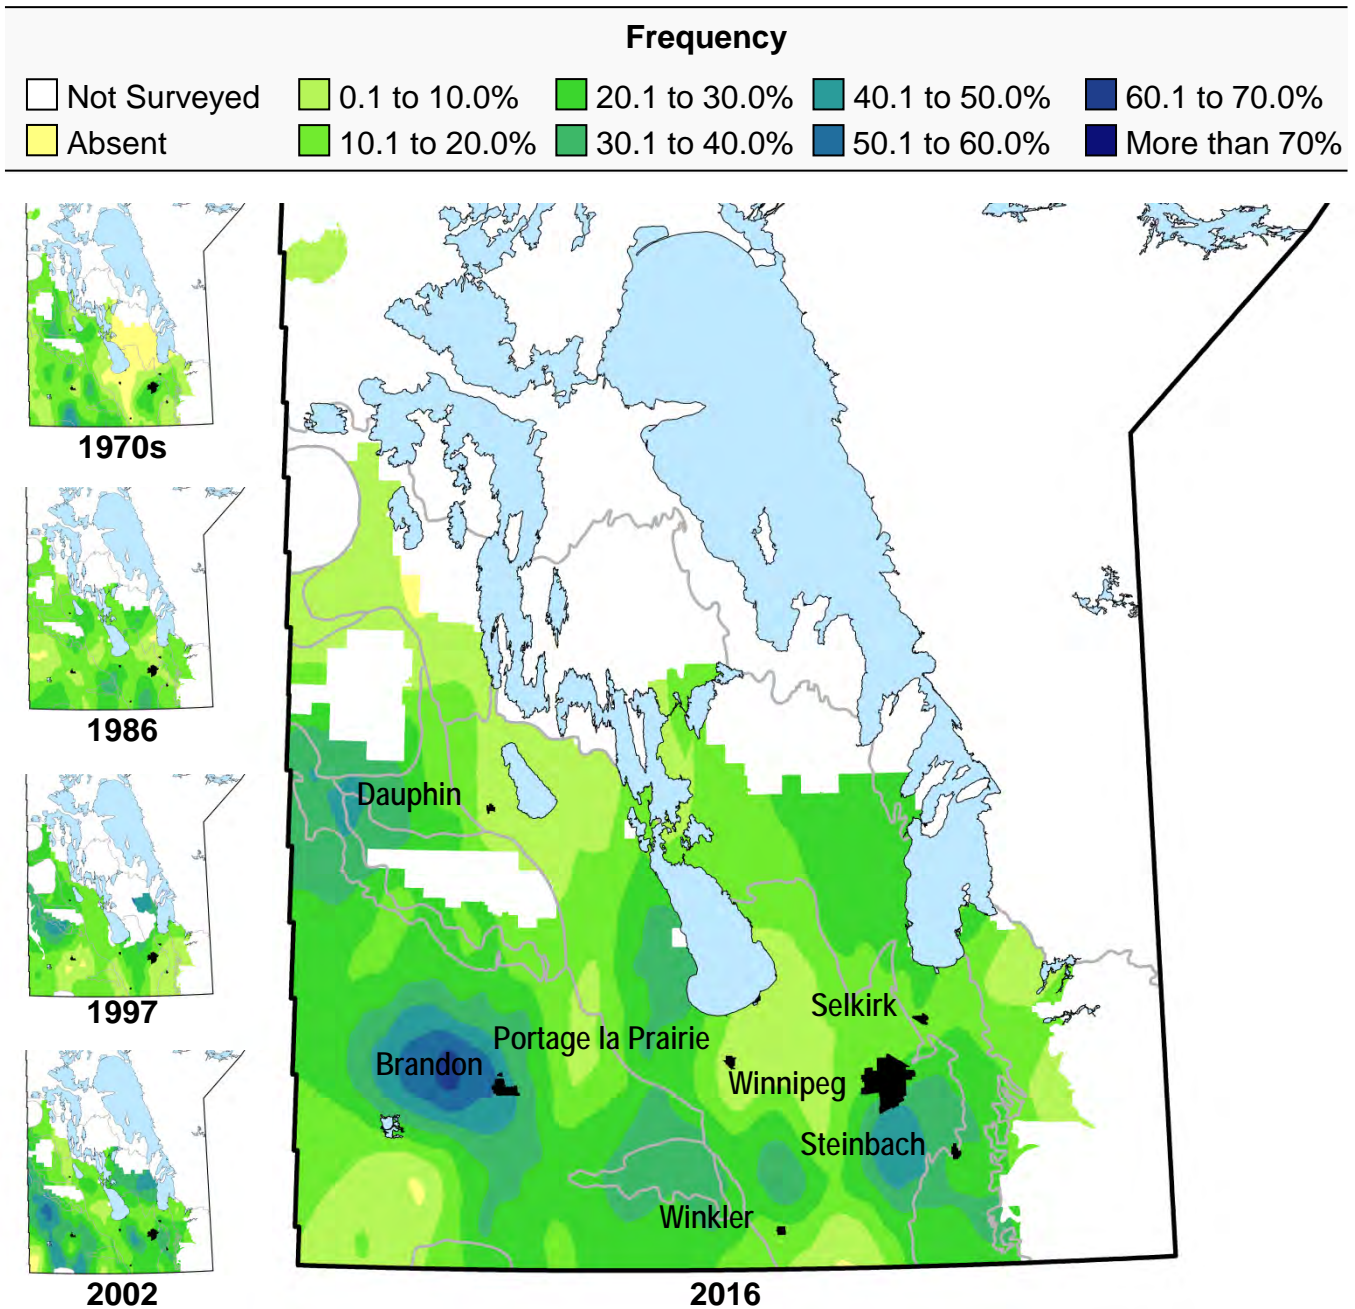 Frequency
Not Surveyed 0.1 to 10.0% 20.1 to 30.0% 40.1 to 50.0% 60.1 to 70.0%
Absent 10.1 to 20.0% 30.1 to 40.0% 50.1 to 60.0% More than 70%
1970s
1986
Dauphin
1997
Selkirk
Portage la Prairie
Brandon
Winnipeg
Steinbach
Winkler
2002
2016